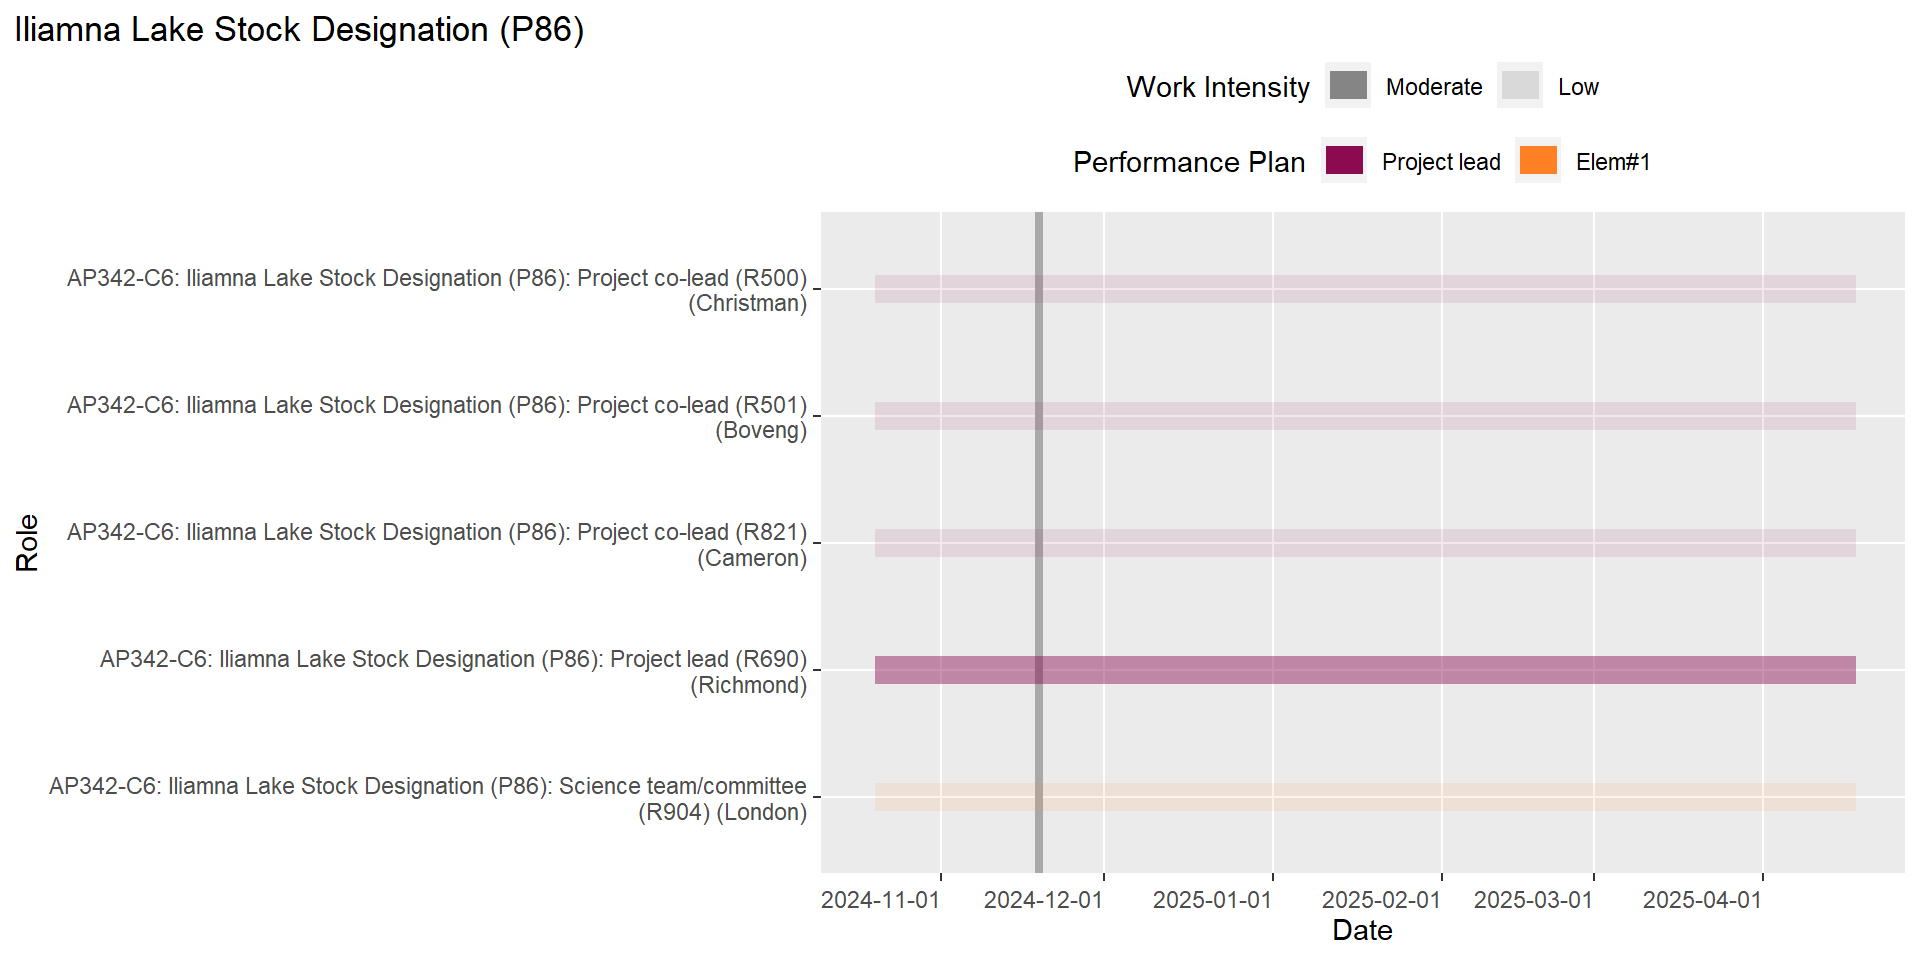 Iliamna Lake Stock Designation (P86)
Work Intensity Moderate Low
Performance Plan Project lead Elem#1
AP342-C6: Iliamna Lake Stock Designation (P86): Project co-lead (R500)
(Christman)
AP342-C6: Iliamna Lake Stock Designation (P86): Project co-lead (R501)
(Boveng)
AP342-C6: Iliamna Lake Stock Designation (P86): Project co-lead (R821)
(Cameron)
AP342-C6: Iliamna Lake Stock Designation (P86): Project lead (R690)
(Richmond)
AP342-C6: Iliamna Lake Stock Designation (P86): Science team/committee
(R904) (London)
Role
2024-11-01 2024-12-01 2025-01-01 2025-02-01 2025-03-01 2025-04-01
Date